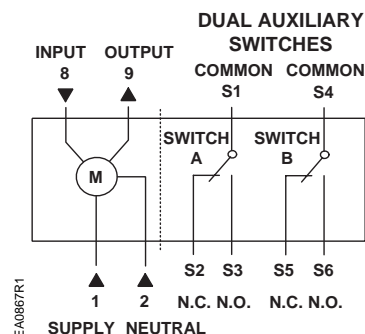 DUAL AUXILIARY
SWITCHES
INPUT OUTPUT
8 9
COMMON COMMON
S1 S4
SWITCH SWITCH
A B
M
S2 S3 S5 S6
1 2
N.C. N.O. N.C. N.O.
SUPPLY NEUTRAL
EA0867R1